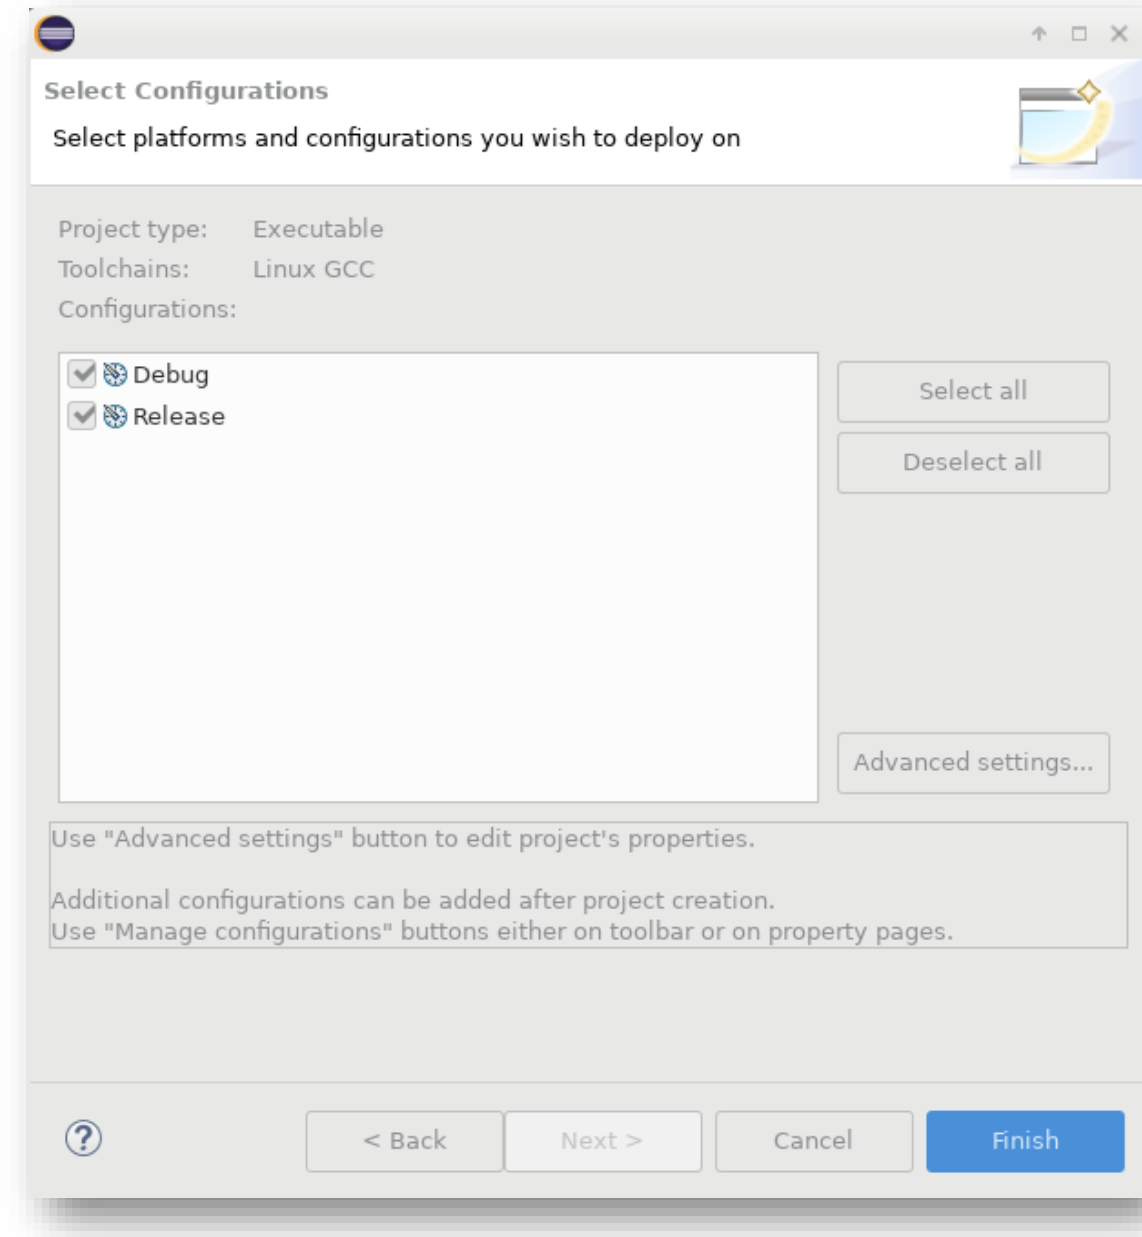 Select Configurations
Select platforms and configurations you wish to deploy on
Project type: Executable
Toolchains: Linux GCC
Configurations:
Debug
Release
Select all
Deselect all
Advanced settings...
Use "Advanced settings" button to edit project's properties.
Additional configurations can be added after project creation.
Use "Manage configurations" buttons either on toolbar or on property pages.
?
< Back
Next >
Cancel
Finish